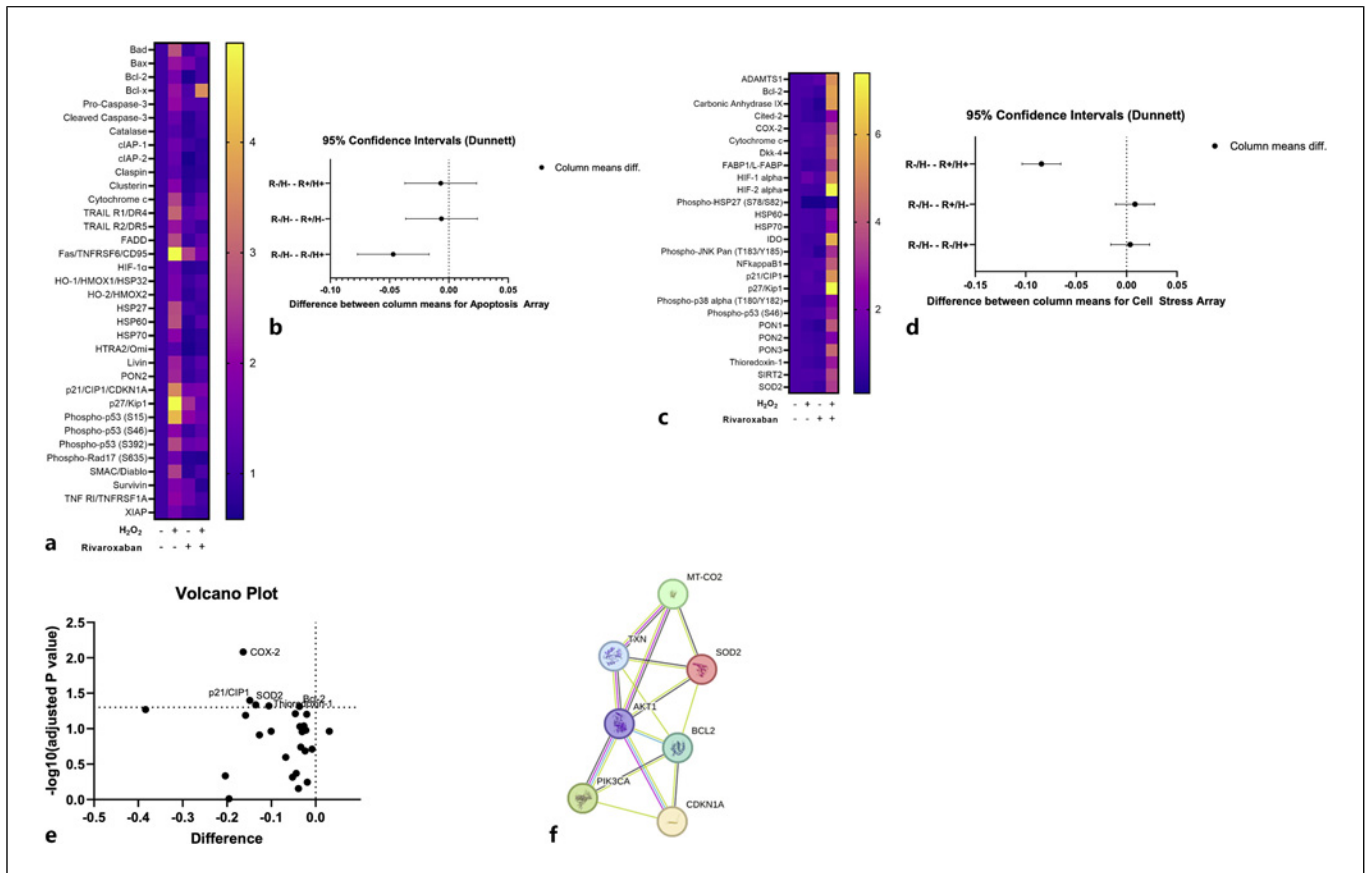 Bad
Bax
Bcl-2
Bcl-x
Pro-Caspase-3
Cleaved Caspase-3
Catalase
cIAP-1
cIAP-2
Claspin
Clusterin
Cytochrome c
TRAIL R1/DR4
TRAIL R2/DR5
FADD
Fas/TNFRSF6/CD95
HIF-1α
HO-1/HMOX1/HSP32
HO-2/HMOX2
HSP27
HSP60
HSP70
HTRA2/Omi
Livin
PON2
p21/CIP1/CDKN1A
p27/Kip1
Phospho-p53 (S15)
Phospho-p53 (S46)
Phospho-p53 (S392)
Phospho-Rad17 (S635)
SMAC/Diablo
Survivin
TNF RI/TNFRSF1A
XIAP
H₂O₂ - + - +
Rivaroxaban - - + +
4
3
2
1
a
95% Confidence Intervals (Dunnett)
R-/H- - R+/H+
R-/H- - R+/H-
R-/H- - R-/H+
-0.10 -0.05 0.00 0.05
Difference between column means for Apoptosis Array
Column means diff.
b
ADAMTS1
Bcl-2
Carbonic Anhydrase IX
Cited-2
COX-2
Cytochrome c
Dkk-4
FABP1/L-FABP
HIF-1 alpha
HIF-2 alpha
Phospho-HSP27 (S78/S82)
HSP60
HSP70
IDO
Phospho-JNK Pan (T183/Y185)
NFkappaB1
p21/CIP1
p27/Kip1
Phospho-p38 alpha (T180/Y182)
Phospho-p53 (S46)
PON1
PON2
PON3
Thioredoxin-1
SIRT2
SOD2
H₂O₂ - + - +
Rivaroxaban - - + +
6
4
2
c
95% Confidence Intervals (Dunnett)
R-/H- - R+/H+
R-/H- - R+/H-
R-/H- - R-/H+
-0.15 -0.10 -0.05 0.00 0.05
Difference between column means for Cell Stress Array
Column means diff.
d
Volcano Plot
-log10(adjusted P value)
2.5
2.0
1.5
1.0
0.5
0.0
COX-2
p21/CIP1
SOD2
Bcl-2
Thioredoxin-1
-0.5 -0.4 -0.3 -0.2 -0.1 0.0
Difference
e
MT-CO2
TXN
SOD2
AKT1
BCL2
PIK3CA
CDKN1A
f